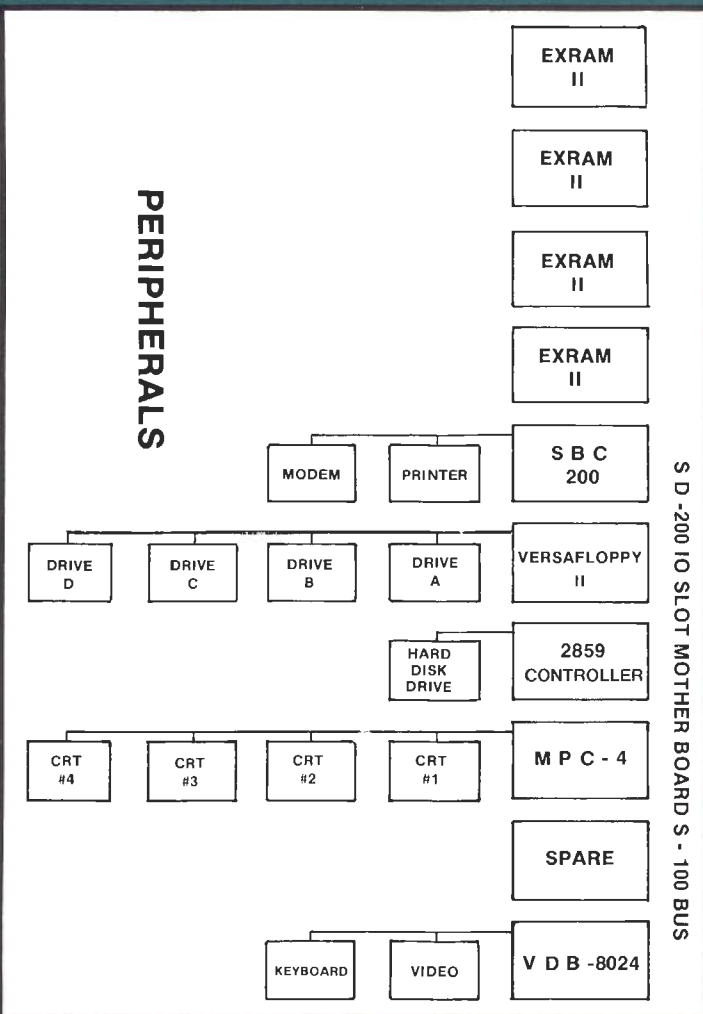 EXRAM
II
EXRAM
II
EXRAM
II
EXRAM
II
PERIPHERALS
MODEM
PRINTER
S B C
200
DRIVE
D
DRIVE
C
DRIVE
B
DRIVE
A
VERSAFLOPPY
II
HARD
DISK
DRIVE
2859
CONTROLLER
CRT
#4
CRT
#3
CRT
#2
CRT
#1
M P C - 4
SPARE
KEYBOARD
VIDEO
V D B -8024
S D -200 IO SLOT MOTHER BOARD S - 100 BUS